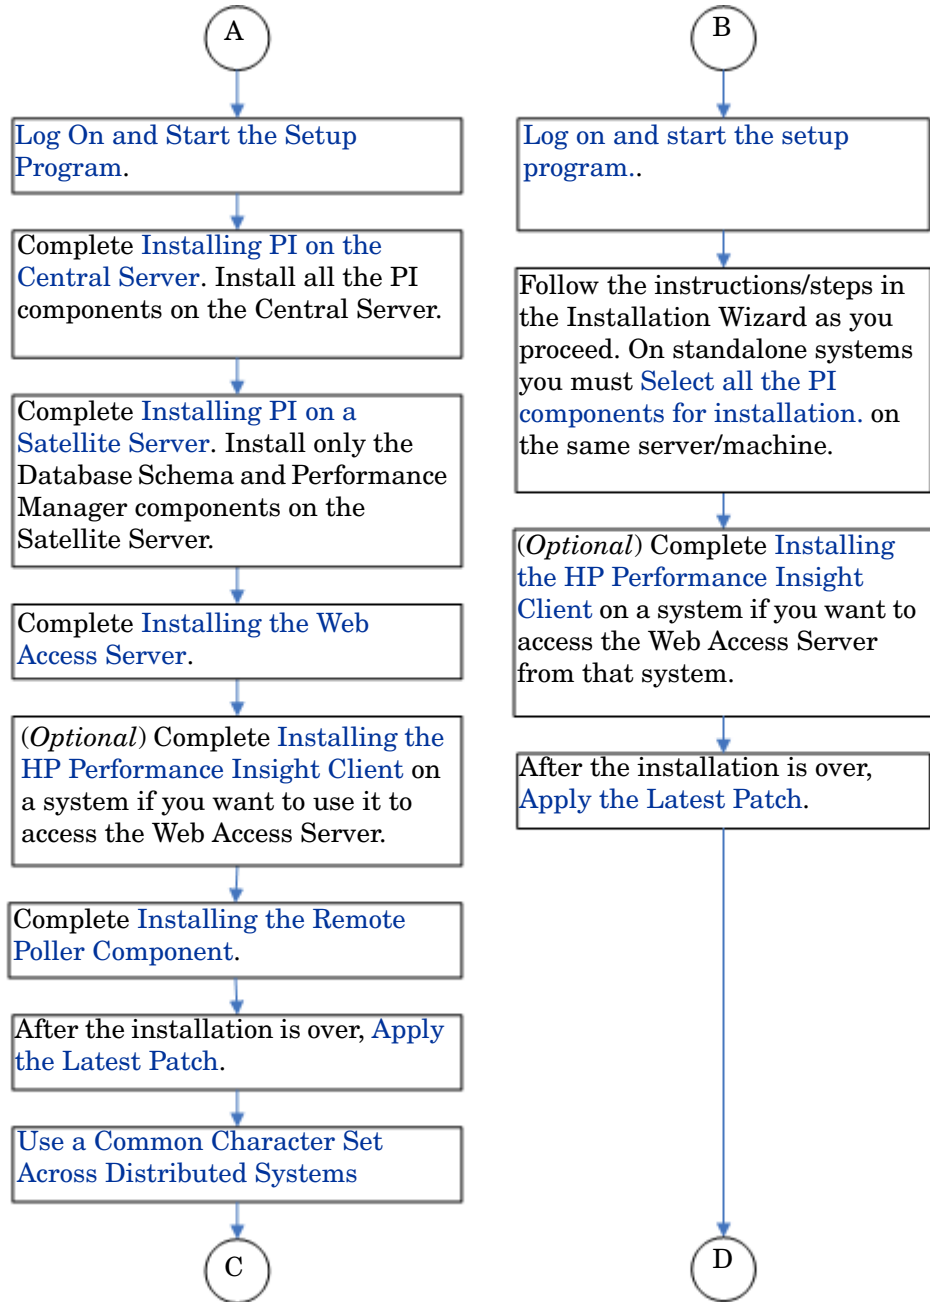 A
Log On and Start the Setup
Program.
Complete Installing PI on the
Central Server. Install all the PI
components on the Central Server.
Complete Installing PI on a
Satellite Server. Install only the
Database Schema and Performance
Manager components on the
Satellite Server.
Complete Installing the Web
Access Server.
(Optional) Complete Installing the
HP Performance Insight Client on
a system if you want to use it to
access the Web Access Server.
Complete Installing the Remote
Poller Component.
After the installation is over, Apply
the Latest Patch.
Use a Common Character Set
Across Distributed Systems
C
B
Log on and start the setup
program..
Follow the instructions/steps in
the Installation Wizard as you
proceed. On standalone systems
you must Select all the PI
components for installation. on
the same server/machine.
(Optional) Complete Installing
the HP Performance Insight
Client on a system if you want to
access the Web Access Server
from that system.
After the installation is over,
Apply the Latest Patch.
D